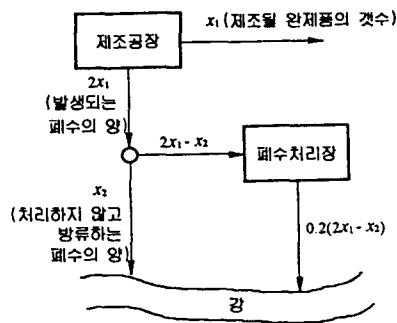 x₁(제조될 완제품의 갯수)
제조공장
2x₁
(발생되는
폐수의 양)
2x₁ - x₂
폐수처리장
x₂
(처리하지 않고
방류하는
폐수의 양)
0.2(2x₁ - x₂)
강